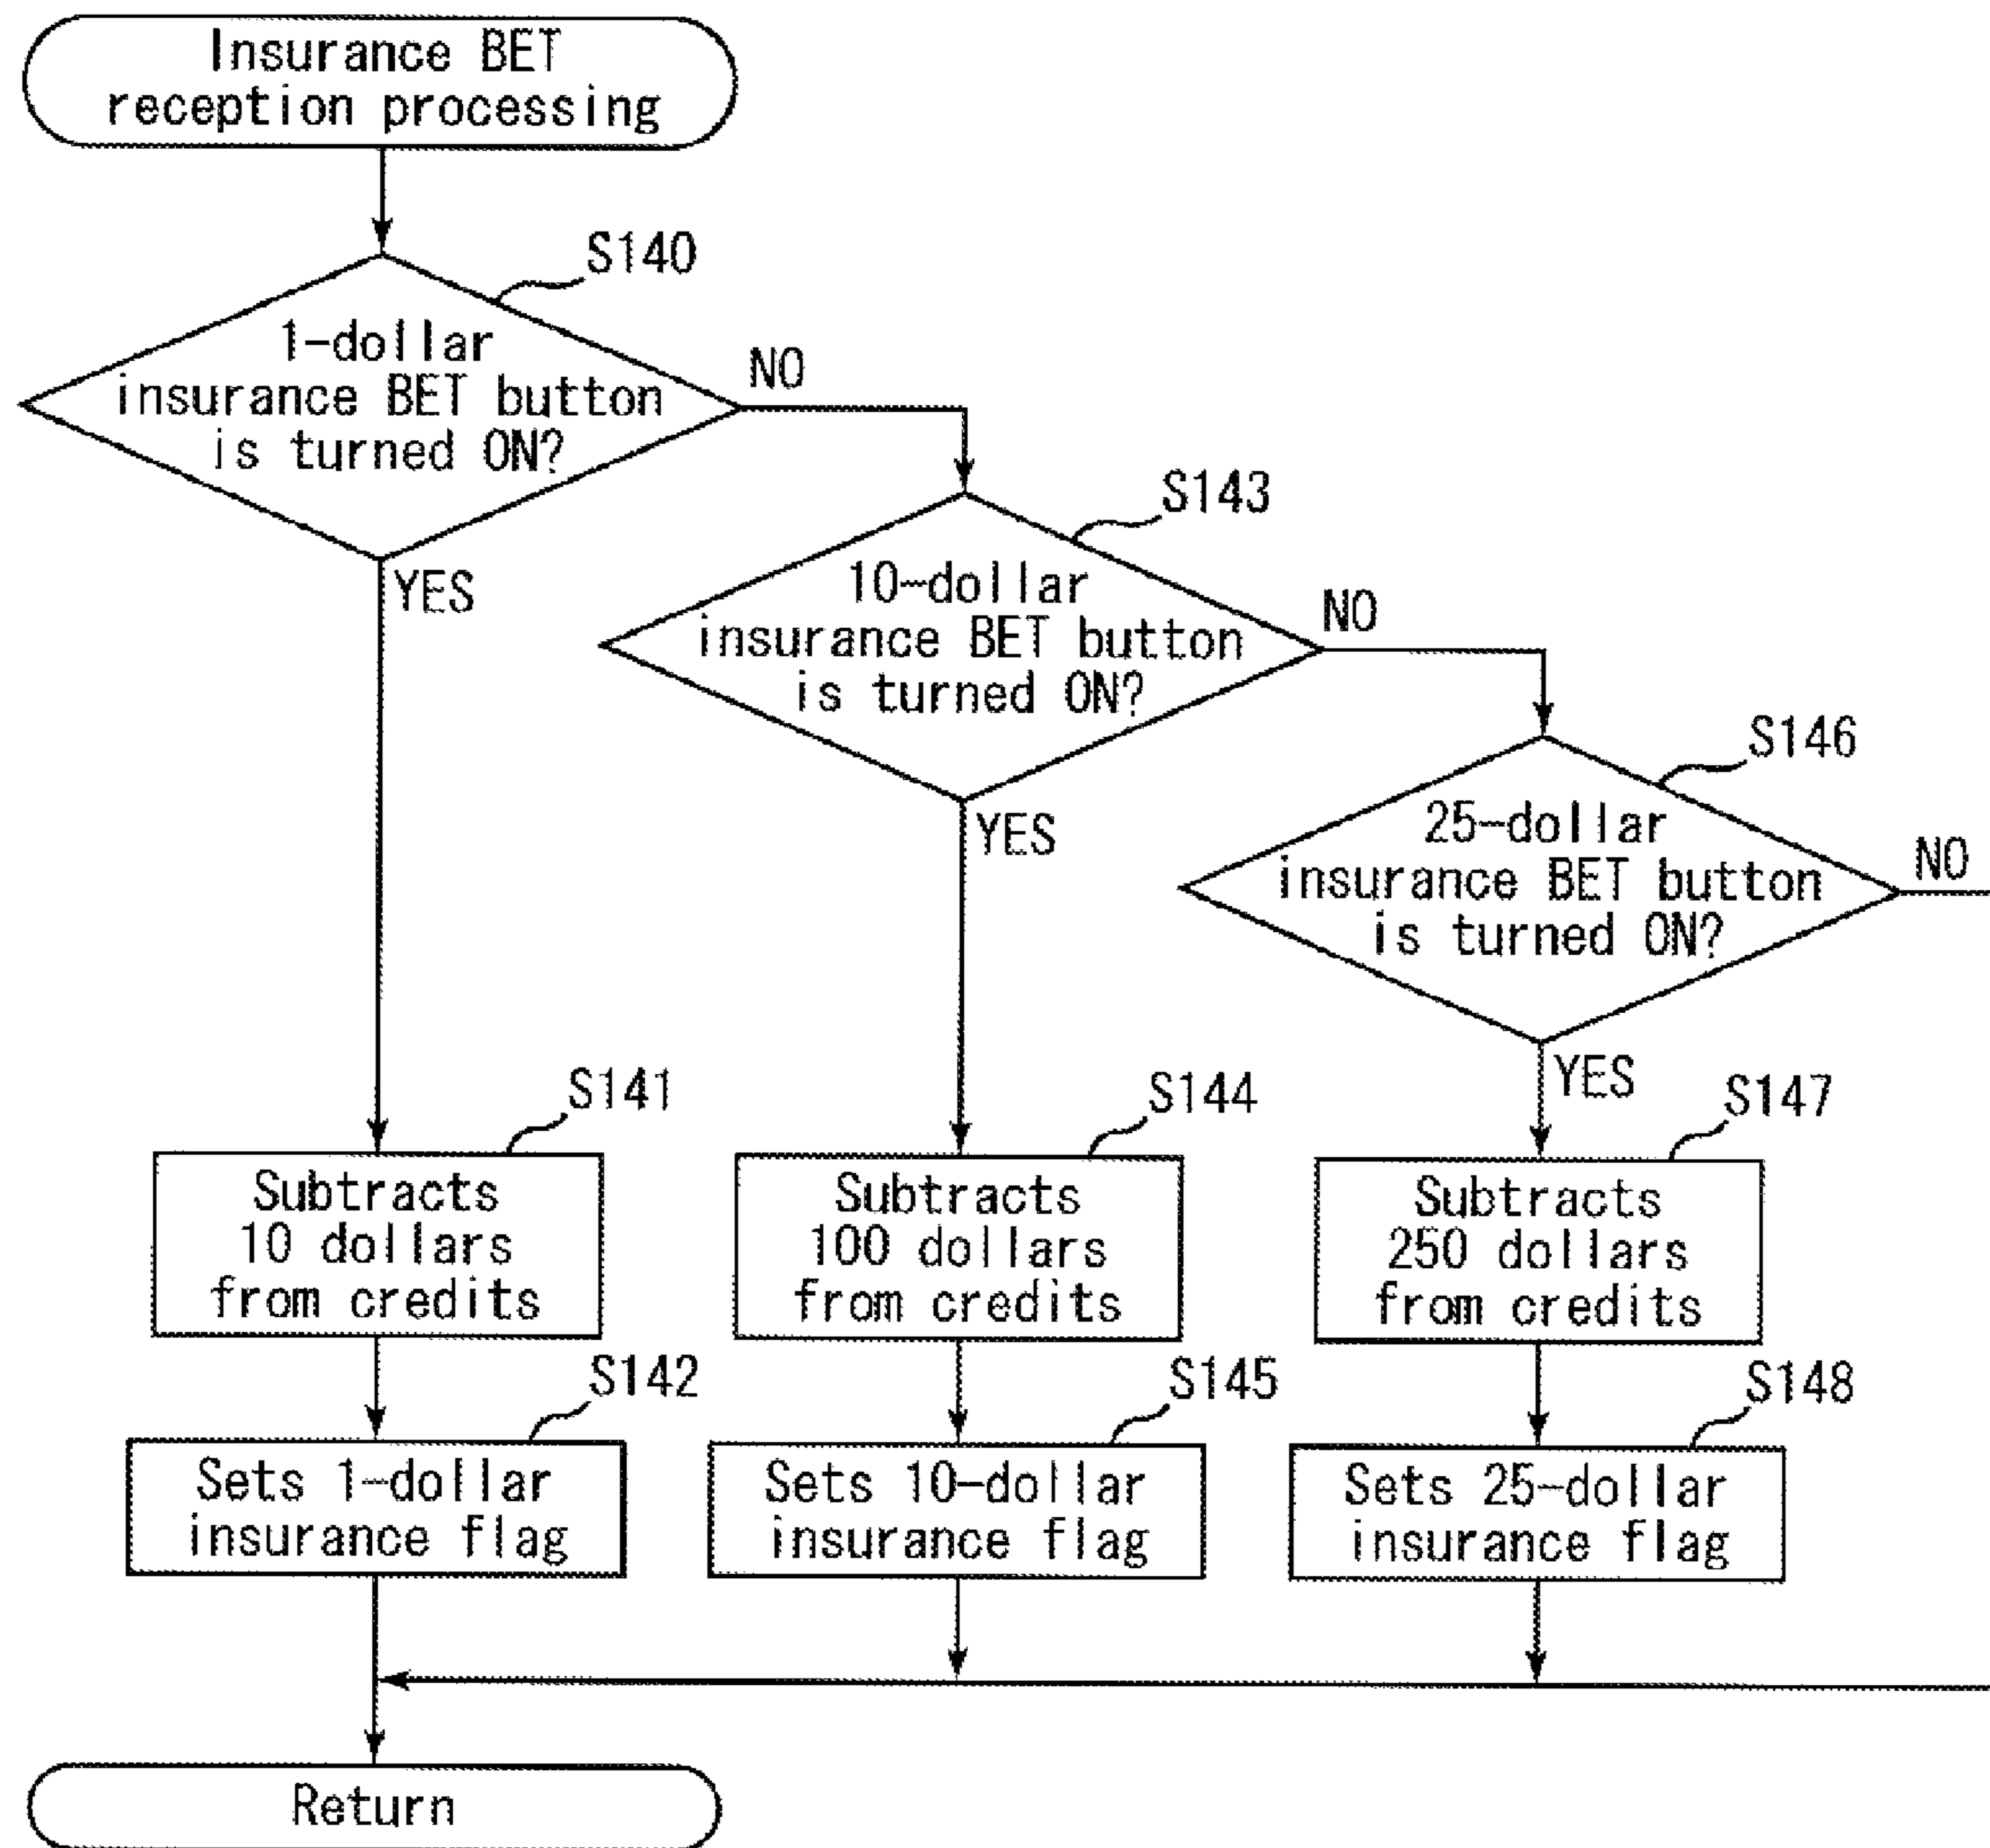 Insurance BET
reception processing
S140
1-dollar
insurance BET button
is turned ON?
NO
YES
S143
10-dollar
insurance BET button
is turned ON?
NO
YES
S146
25-dollar
insurance BET button
is turned ON?
NO
YES
S141
Subtracts
10 dollars
from credits
S144
Subtracts
100 dollars
from credits
S147
Subtracts
250 dollars
from credits
S142
Sets 1-dollar
insurance flag
S145
Sets 10-dollar
insurance flag
S148
Sets 25-dollar
insurance flag
Return